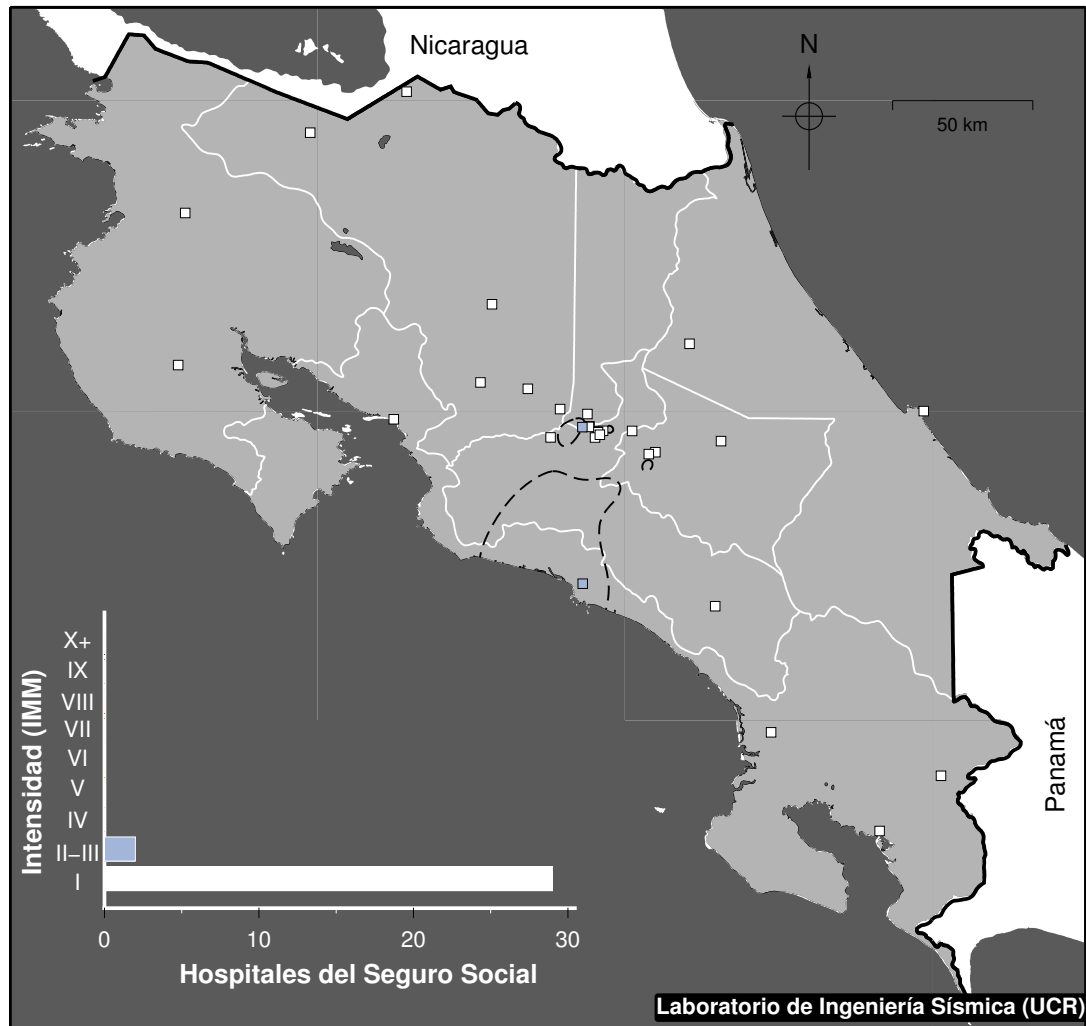 Nicaragua
N
50 km
Panamá
Intensidad (IMM)
X+
IX
VIII
VII
VI
V
IV
II–III
I
0 10 20 30
Hospitales del Seguro Social
Laboratorio de Ingeniería Sísmica (UCR)